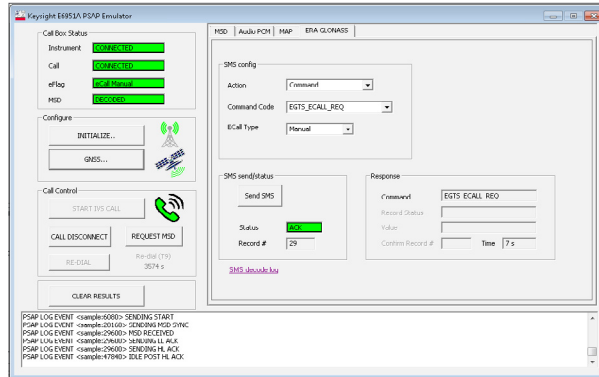 Keysight E6951A PSAP Emulator
Call Box Status
Instrument CONNECTED
Call CONNECTED
eFlag eCall Manual
MSD DECODED
Configure
INITIALIZE..
GNSS...
Call Control
START IVS CALL
CALL DISCONNECT REQUEST MSD
RE-DIAL
Re-dial (T9)
3574 s
CLEAR RESULTS
MSD Audio PCM MAP ERA GLONASS
SMS config
Action Command
Command Code EGTS_ECALL_REQ
ECall Type Manual
SMS send/status
Send SMS
Status ACK
Record # 29
SMS decode log
Response
Command EGTS ECALL REQ
Record Status
Value
Confirm Record # Time 7 s
PSAP LOG EVENT <sample:6080> SENDING START
PSAP LOG EVENT <sample:20160> SENDING MSD SYNC
PSAP LOG EVENT <sample:29600> MSD RECEIVED
PSAP LOG EVENT <sample:29600> SENDING LL ACK
PSAP LOG EVENT <sample:29600> SENDING HL ACK
PSAP LOG EVENT <sample:47840> IDLE POST HL ACK